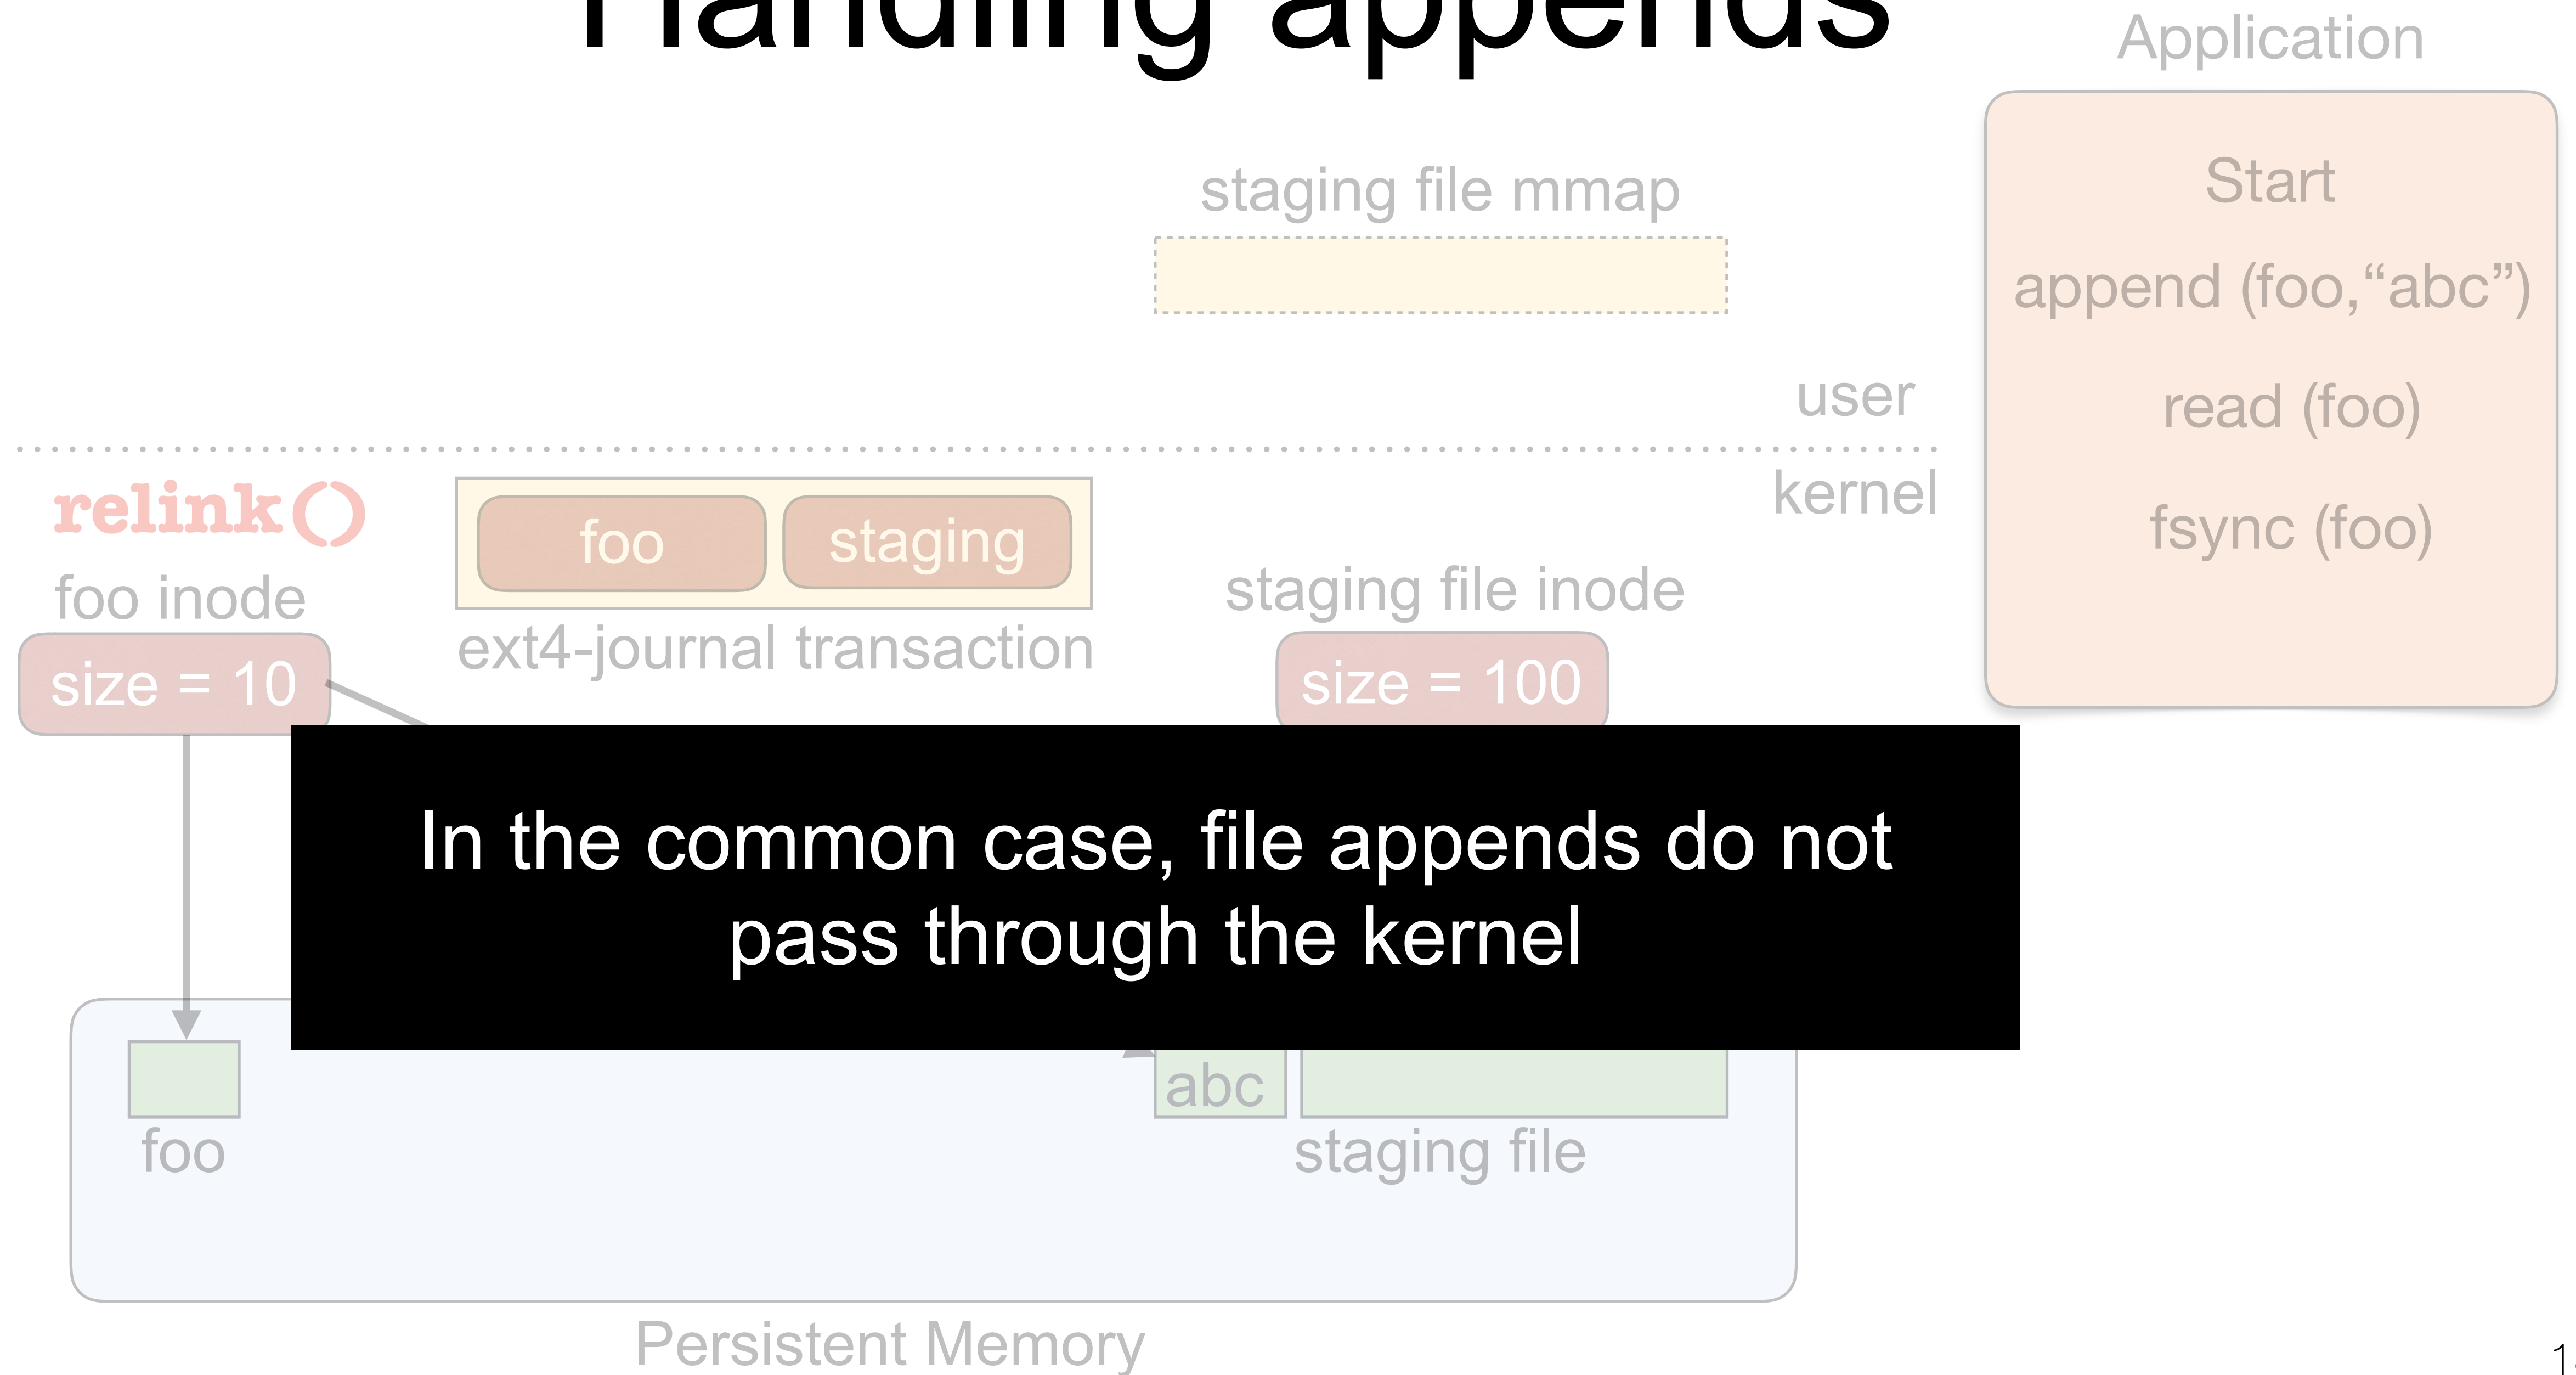 Handling appends
Application
Start
append (foo,“abc”)
read (foo)
fsync (foo)
staging file mmap
user
kernel
relink()
foo staging
ext4-journal transaction
foo inode
size = 10
staging file inode
size = 100
In the common case, file appends do not
pass through the kernel
abc
foo
staging file
Persistent Memory